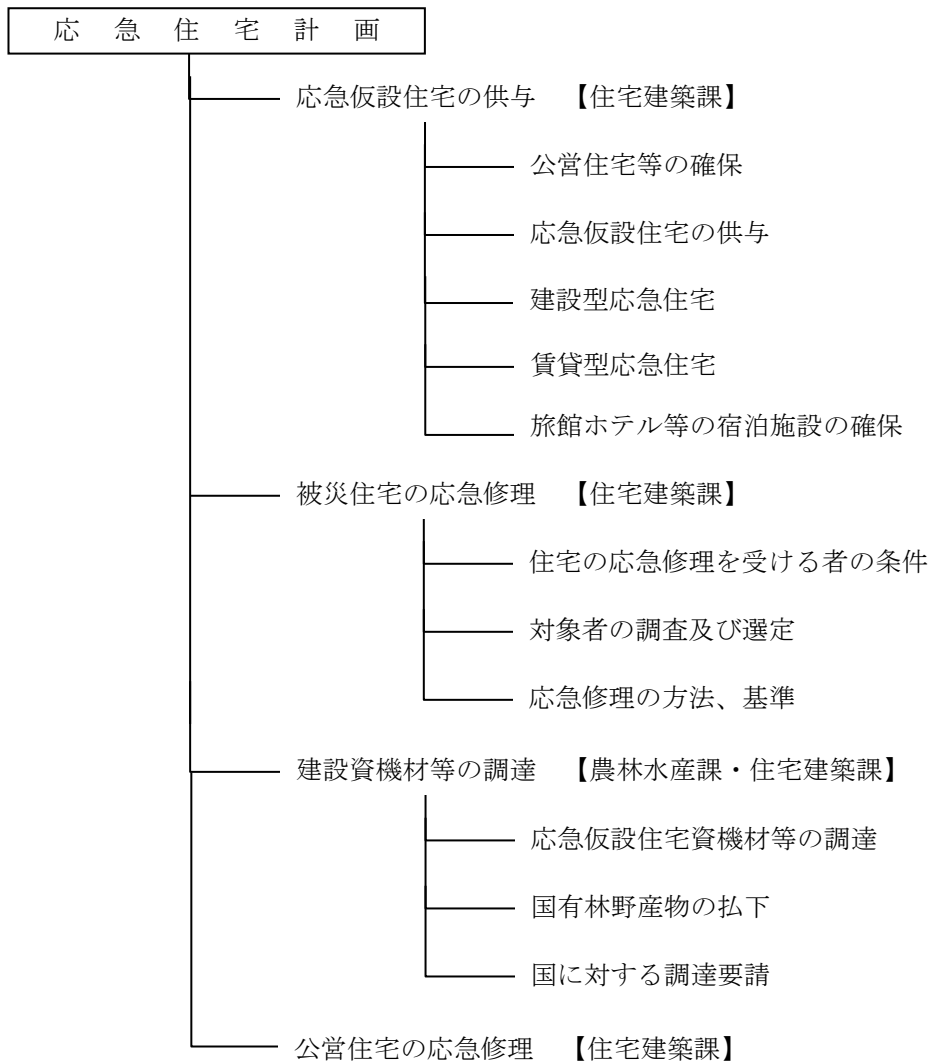 応急住宅計画
応急仮設住宅の供与 【住宅建築課】
公営住宅等の確保
応急仮設住宅の供与
建設型応急住宅
賃貸型応急住宅
旅館ホテル等の宿泊施設の確保
被災住宅の応急修理 【住宅建築課】
住宅の応急修理を受ける者の条件
対象者の調査及び選定
応急修理の方法、基準
建設資機材等の調達 【農林水産課・住宅建築課】
応急仮設住宅資機材等の調達
国有林野産物の払下
国に対する調達要請
公営住宅の応急修理 【住宅建築課】